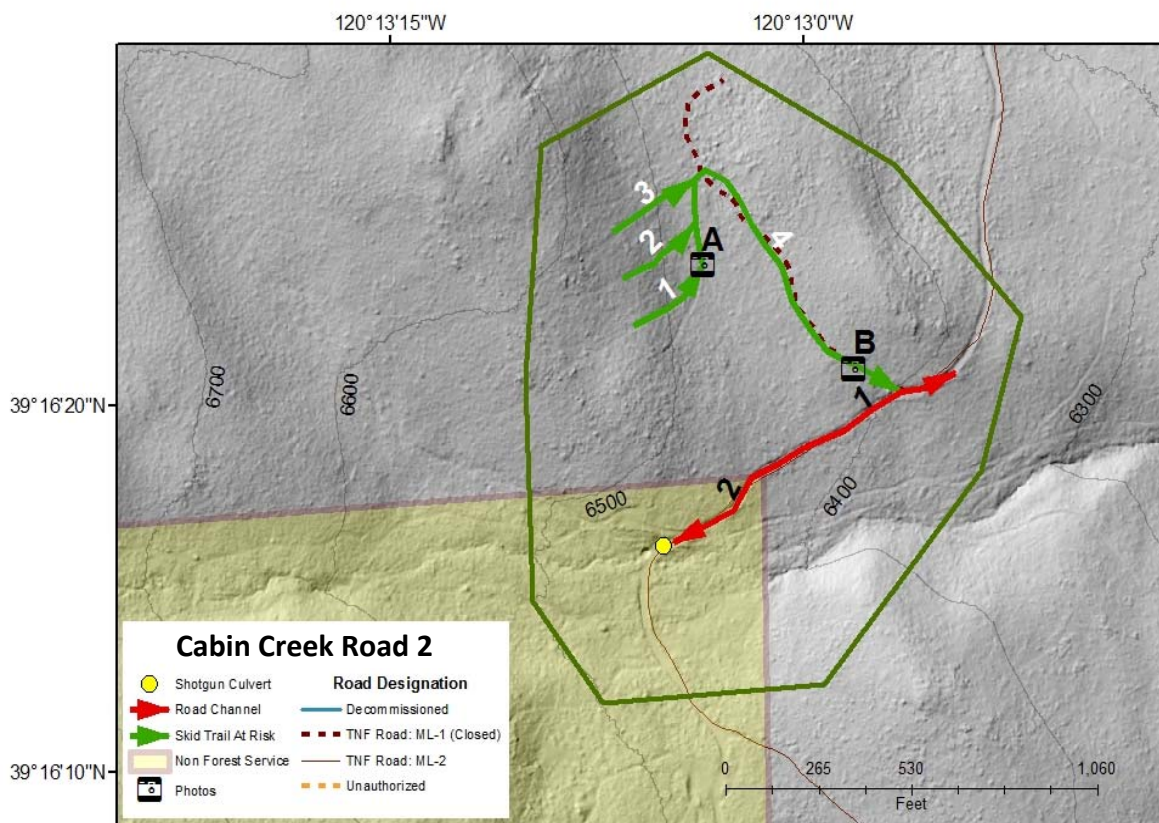 120°13'15"W 120°13'0"W
3
2
A
4
1
B
39°16'20"N
6700
6600
1
6300
2
6500
6400
Cabin Creek Road 2
Shotgun Culvert
Road Channel
Skid Trail At Risk
Non Forest Service
Photos
Road Designation
Decommissioned
TNF Road: ML-1 (Closed)
TNF Road: ML-2
Unauthorized
39°16'10"N
0 265 530 1,060
Feet